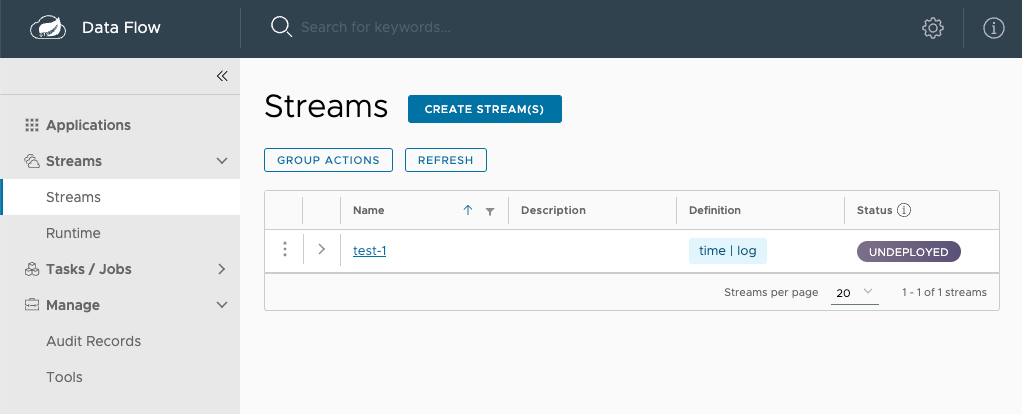 Data Flow
Search for keywords...
Applications
Streams
Streams
Runtime
Tasks / Jobs
Manage
Audit Records
Tools
Streams CREATE STREAM(S)
GROUP ACTIONS REFRESH
Name Description Definition Status
test-1 time | log UNDEPLOYED
Streams per page 20 1 - 1 of 1 streams